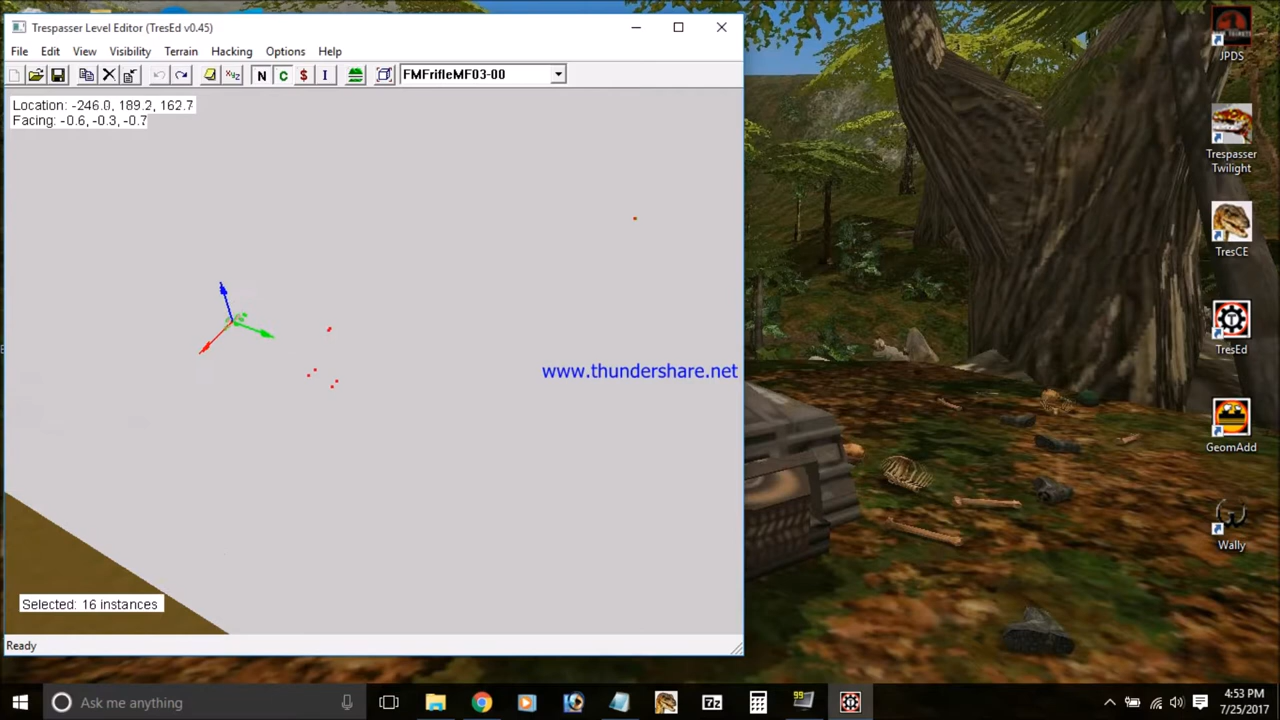 Trespasser Level Editor (TresEd v0.45)
File Edit View Visibility Terrain Hacking Options Help
N C $ I FMFrifleMF03-00
Location: -246.0, 189.2, 162.7
Facing: -0.6, -0.3, -0.7
www.thundershare.net
Selected: 16 instances
Ready
JPDS
Trespasser
Twilight
TresCE
TresEd
GeomAdd
Wally
Ask me anything
7z
99
4:53 PM
7/25/2017